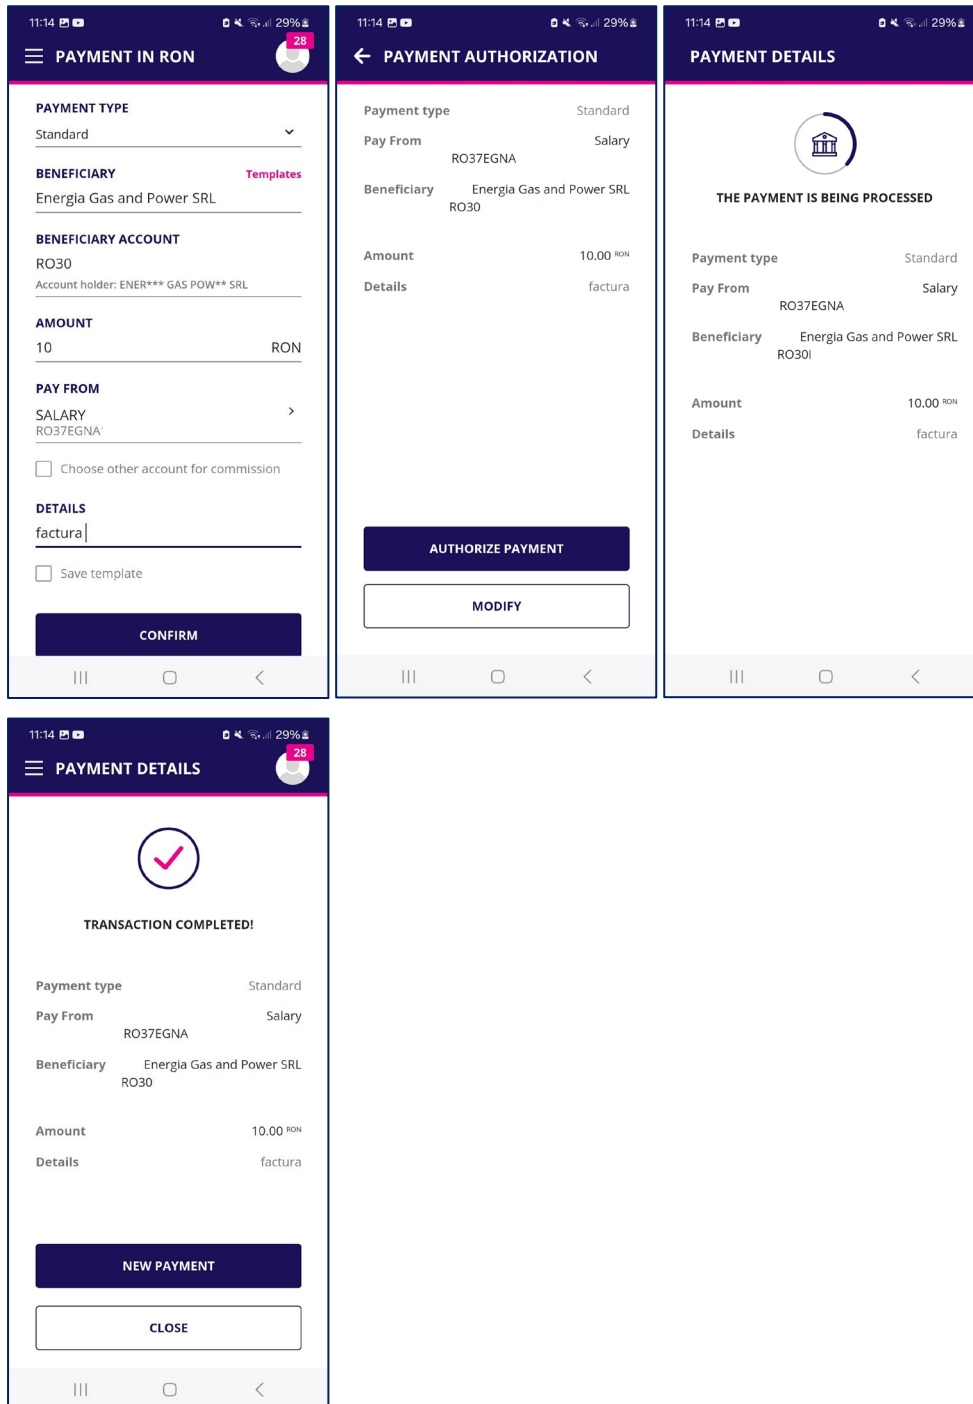 11:14 29%
28
PAYMENT IN RON
PAYMENT TYPE
Standard
BENEFICIARY Templates
Energia Gas and Power SRL
BENEFICIARY ACCOUNT
RO30
Account holder: ENER*** GAS POW** SRL
AMOUNT
10 RON
PAY FROM
SALARY
RO37EGNA
Choose other account for commission
DETAILS
factura
Save template
CONFIRM
11:14 29%
PAYMENT AUTHORIZATION
Payment type Standard
Pay From Salary
RO37EGNA
Beneficiary Energia Gas and Power SRL
RO30
Amount 10.00 RON
Details factura
AUTHORIZE PAYMENT
MODIFY
11:14 29%
PAYMENT DETAILS
THE PAYMENT IS BEING PROCESSED
Payment type Standard
Pay From Salary
RO37EGNA
Beneficiary Energia Gas and Power SRL
RO30
Amount 10.00 RON
Details factura
11:14 29%
28
PAYMENT DETAILS
TRANSACTION COMPLETED!
Payment type Standard
Pay From Salary
RO37EGNA
Beneficiary Energia Gas and Power SRL
RO30
Amount 10.00 RON
Details factura
NEW PAYMENT
CLOSE